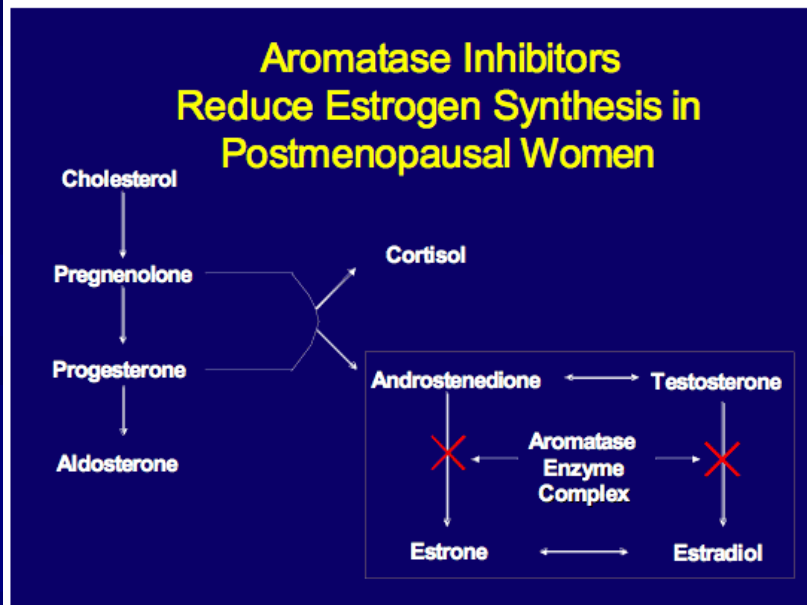 Aromatase Inhibitors
Reduce Estrogen Synthesis in
Postmenopausal Women
Cholesterol
Cortisol
Pregnenolone
Progesterone
Androstenedione
Testosterone
Aldosterone
Aromatase
Enzyme
Complex
Estrone
Estradiol